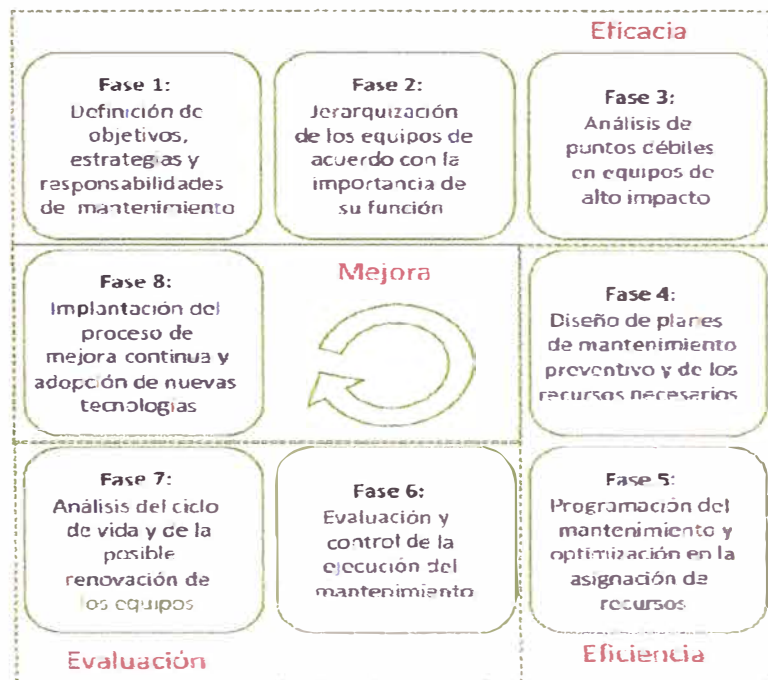 Eficacia
Fase 1:
Definición de
objetivos,
estrategias y
responsabilidades
de mantenimiento
Fase 2:
Jerarquización
de los equipos de
acuerdo con la
importancia de
su función
Fase 3:
Análisis de
puntos débiles
en equipos de
alto impacto
Fase 8:
Implantación del
proceso de
mejora continua y
adopción de nuevas
tecnologías
Mejora
Fase 4:
Diseño de planes
de mantenimiento
preventivo y de los
recursos necesarios
Fase 7:
Análisis del ciclo
de vida y de la
posible
renovación de
los equipos
Fase 6:
Evaluación y
control de la
ejecución del
mantenimiento
Fase 5:
Programación del
mantenimiento y
optimización en la
asignación de
recursos
Evaluación
Eficiencia